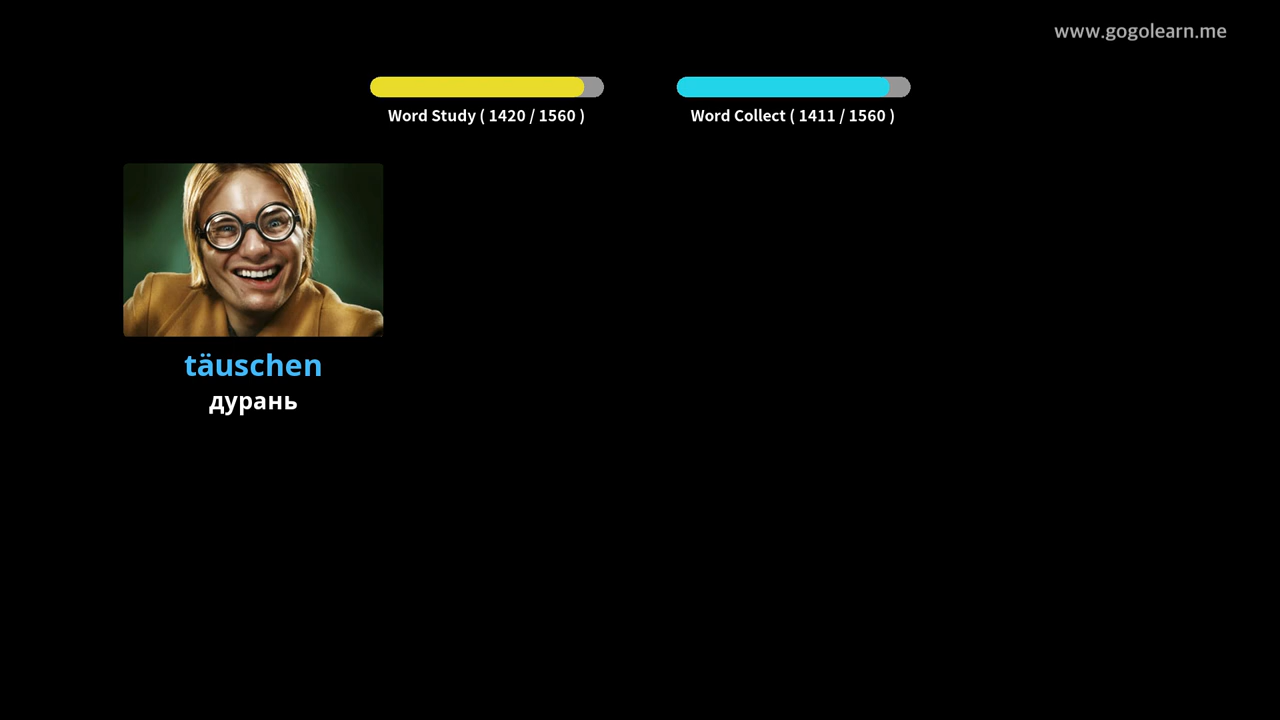 www.gogolearn.me
Word Study ( 1420 / 1560 )
Word Collect ( 1411 / 1560 )
täuschen
дурань